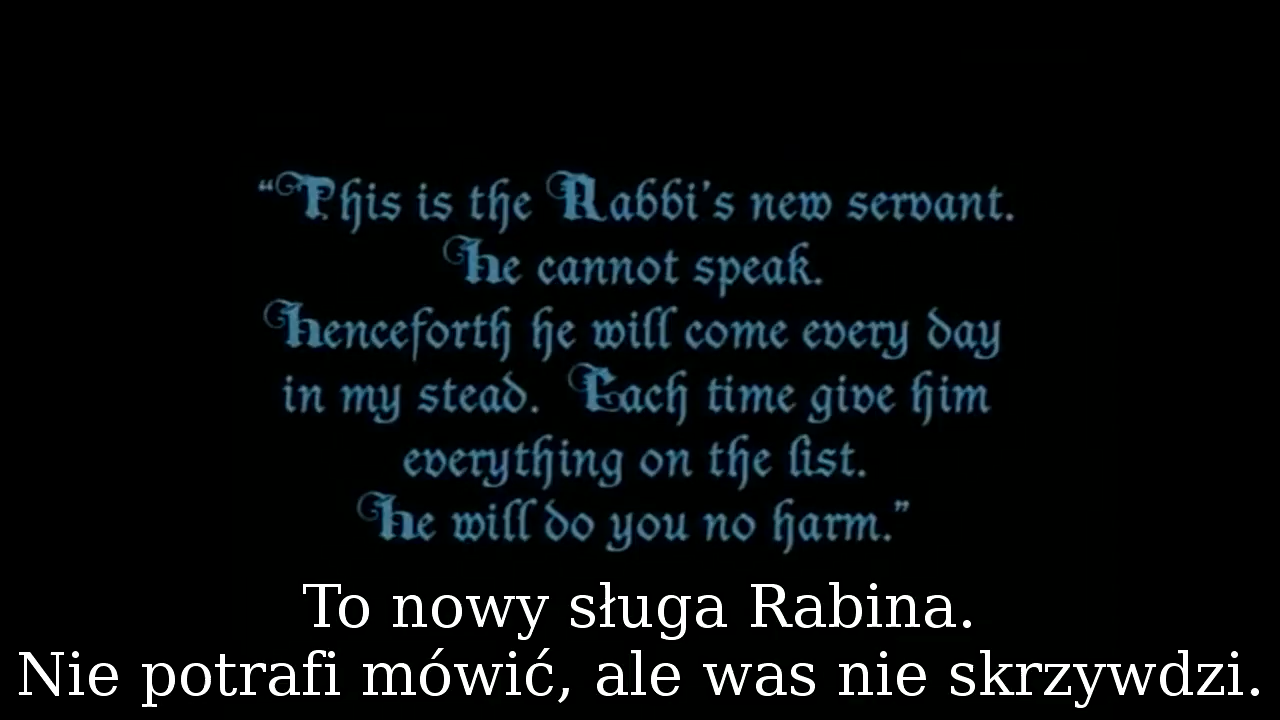 “This is the Rabbi's new servant.
He cannot speak.
Henceforth he will come every day
in my stead. Each time give him
everything on the list.
He will do you no harm.”
To nowy sługa Rabina.
Nie potrafi mówić, ale was nie skrzywdzi.